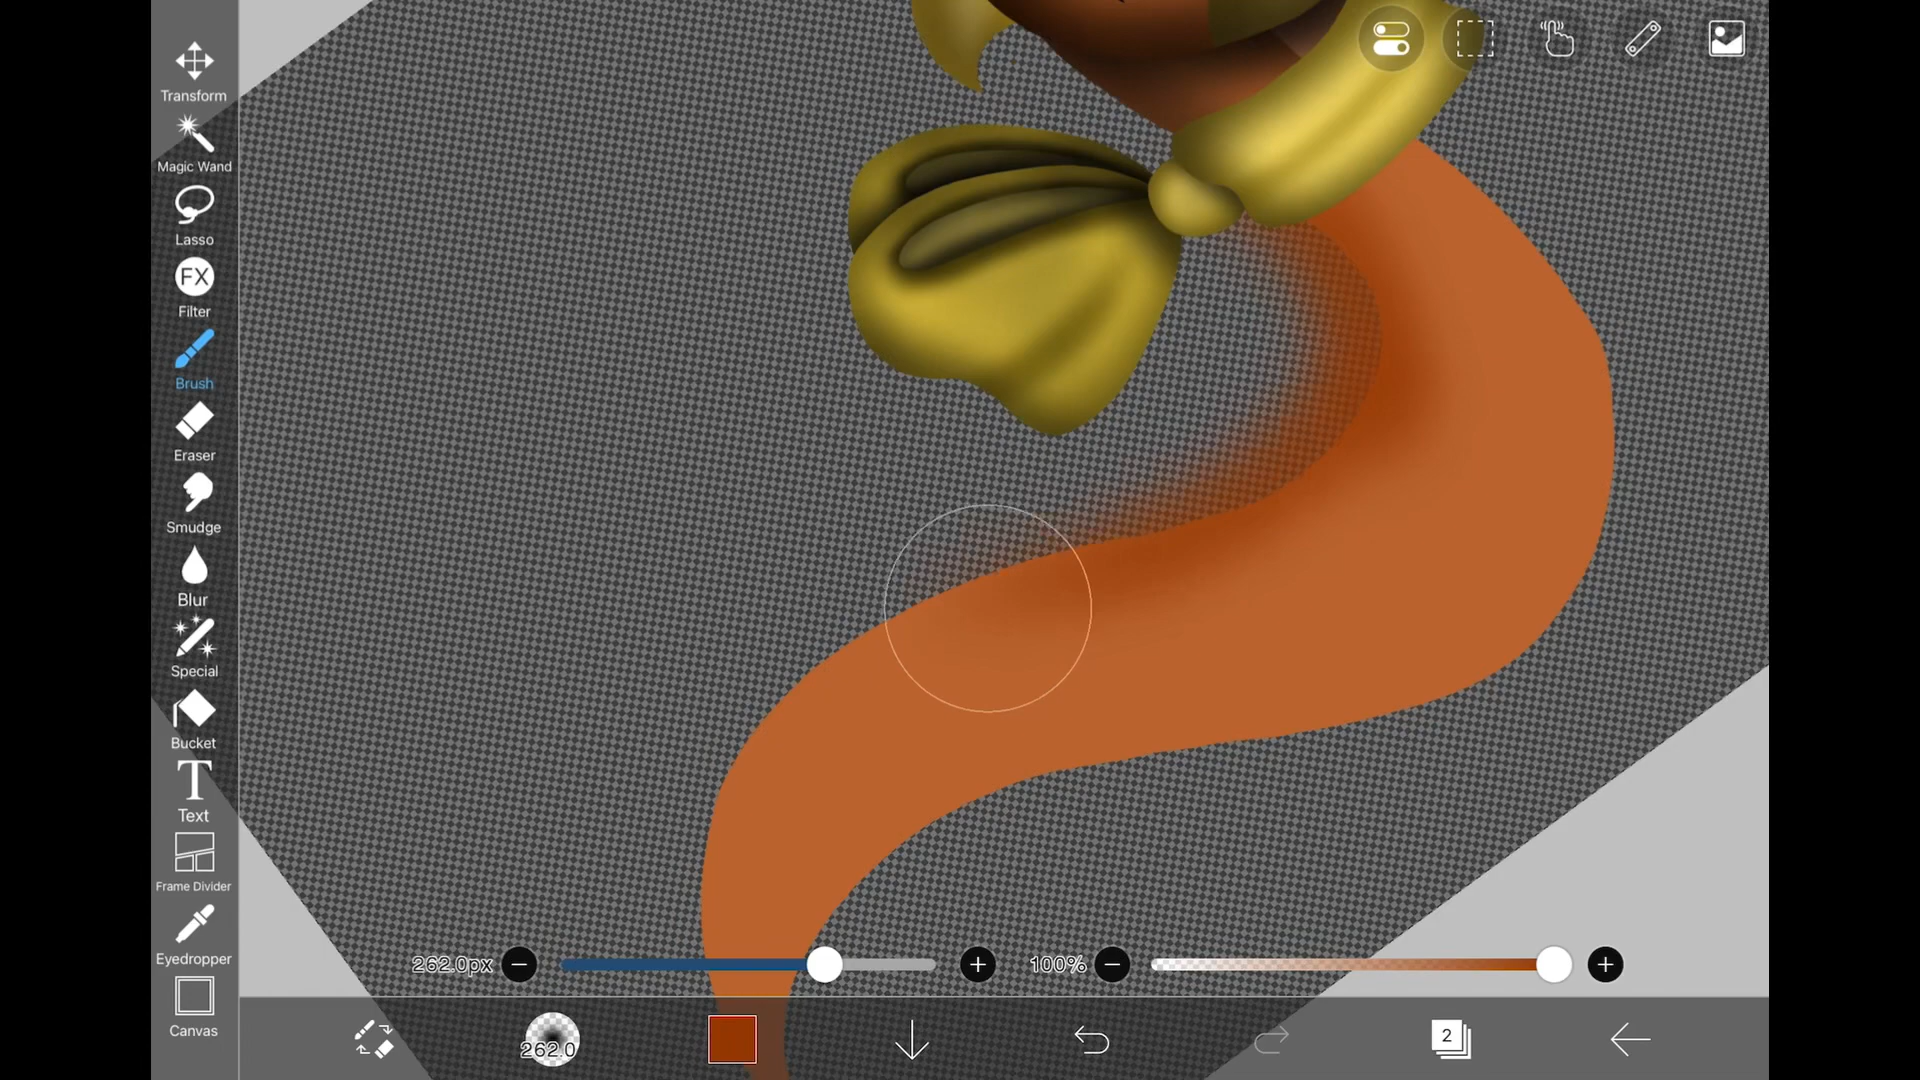 Transform
Magic Wand
Lasso
FX
Filter
Brush
Eraser
Smudge
Blur
Special
Bucket
T
Text
Frame Divider
Eyedropper
Canvas
262.0px
100%
262.0
2